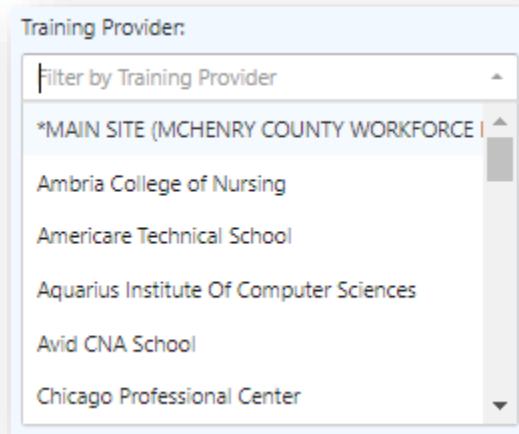 Training Provider:
Filter by Training Provider
*MAIN SITE (MCHENRY COUNTY WORKFORCE
Ambria College of Nursing
Americare Technical School
Aquarius Institute Of Computer Sciences
Avid CNA School
Chicago Professional Center